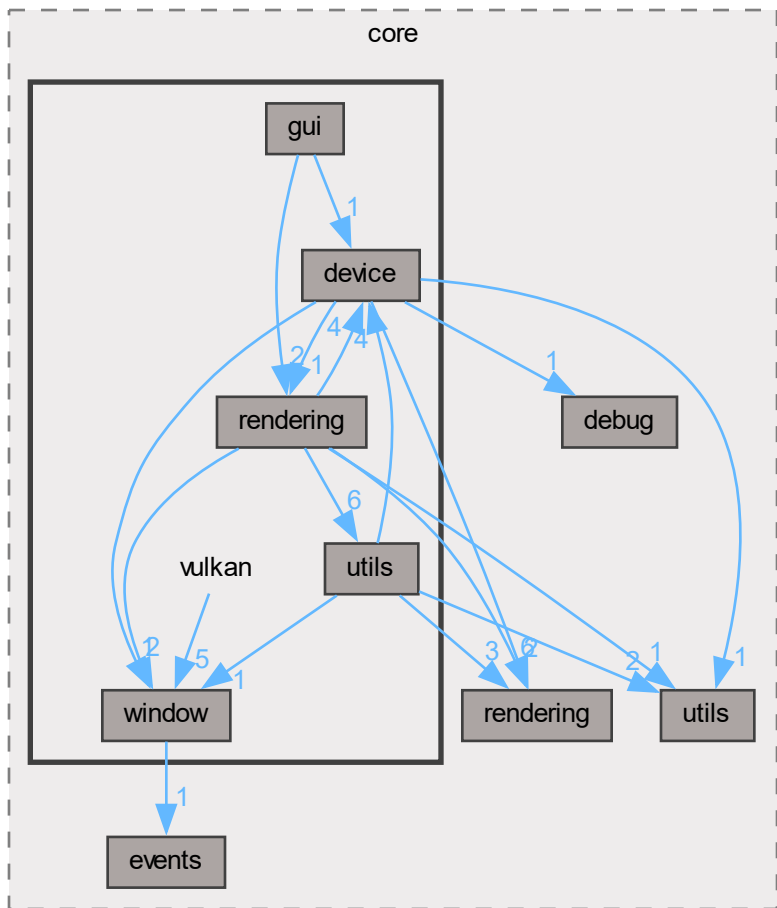 core
gui
1
device
4
4
2
1
1
rendering
debug
6
vulkan
utils
1
2
5
1
3
6
2
2
1
1
window
rendering
utils
1
events